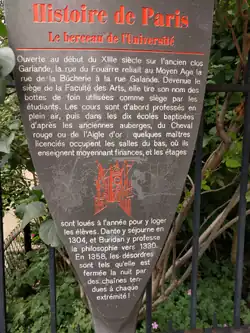 Histoire de Paris
Le berceau de l'Université
Ouverte au début du XIIIe siècle sur l'ancien clos
Garlande, la rue du Fouarre reliait au Moyen Age la
rue de la Bûcherie à la rue Galande. Devenue le
siège de la Faculté des Arts, elle tire son nom des
bottes de foin utilisées comme siège par les
étudiants. Les cours sont d'abord professés en
plein air, puis dans des dix écoles baptisées
d'après les anciennes auberges, du Cheval
rouge ou de l'Aigle d'or : quelques maîtres
licenciés occupent les salles du bas, où ils
enseignent moyennant finances, et les étages
sont loués à l'année pour y loger
les élèves. Dante y séjourne en
1304, et Buridan y professe
la philosophie vers 1330.
En 1358, les désordres
sont tels qu'elle est
fermée la nuit par
des chaînes ten-
dues à chaque
extrémité !